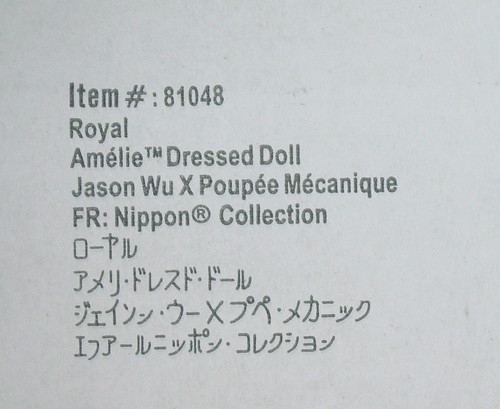 Item #: 81048
Royal
Amélie™ Dressed Doll
Jason Wu X Poupée Mécanique
FR: Nippon® Collection
ローヤル
アメリ・ドレスド・ドール
ジェイソン・ウーXプペ・メカニック
エフアールニッポン・コレクション